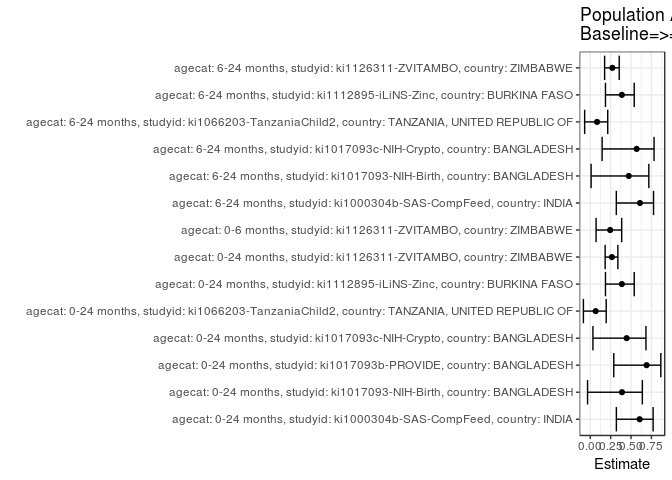 Population
Baseline=>
agecat: 6-24 months, studyid: ki1126311-ZVITAMBO, country: ZIMBABWE
agecat: 6-24 months, studyid: ki1112895-iLiNS-Zinc, country: BURKINA FASO
agecat: 6-24 months, studyid: ki1066203-TanzaniaChild2, country: TANZANIA, UNITED REPUBLIC OF
agecat: 6-24 months, studyid: ki1017093c-NIH-Crypto, country: BANGLADESH
agecat: 6-24 months, studyid: ki1017093-NIH-Birth, country: BANGLADESH
agecat: 6-24 months, studyid: ki1000304b-SAS-CompFeed, country: INDIA
agecat: 0-6 months, studyid: ki1126311-ZVITAMBO, country: ZIMBABWE
agecat: 0-24 months, studyid: ki1126311-ZVITAMBO, country: ZIMBABWE
agecat: 0-24 months, studyid: ki1112895-iLiNS-Zinc, country: BURKINA FASO
agecat: 0-24 months, studyid: ki1066203-TanzaniaChild2, country: TANZANIA, UNITED REPUBLIC OF
agecat: 0-24 months, studyid: ki1017093c-NIH-Crypto, country: BANGLADESH
agecat: 0-24 months, studyid: ki1017093b-PROVIDE, country: BANGLADESH
agecat: 0-24 months, studyid: ki1017093-NIH-Birth, country: BANGLADESH
agecat: 0-24 months, studyid: ki1000304b-SAS-CompFeed, country: INDIA
0.00 0.25 0.50 0.75
Estimate